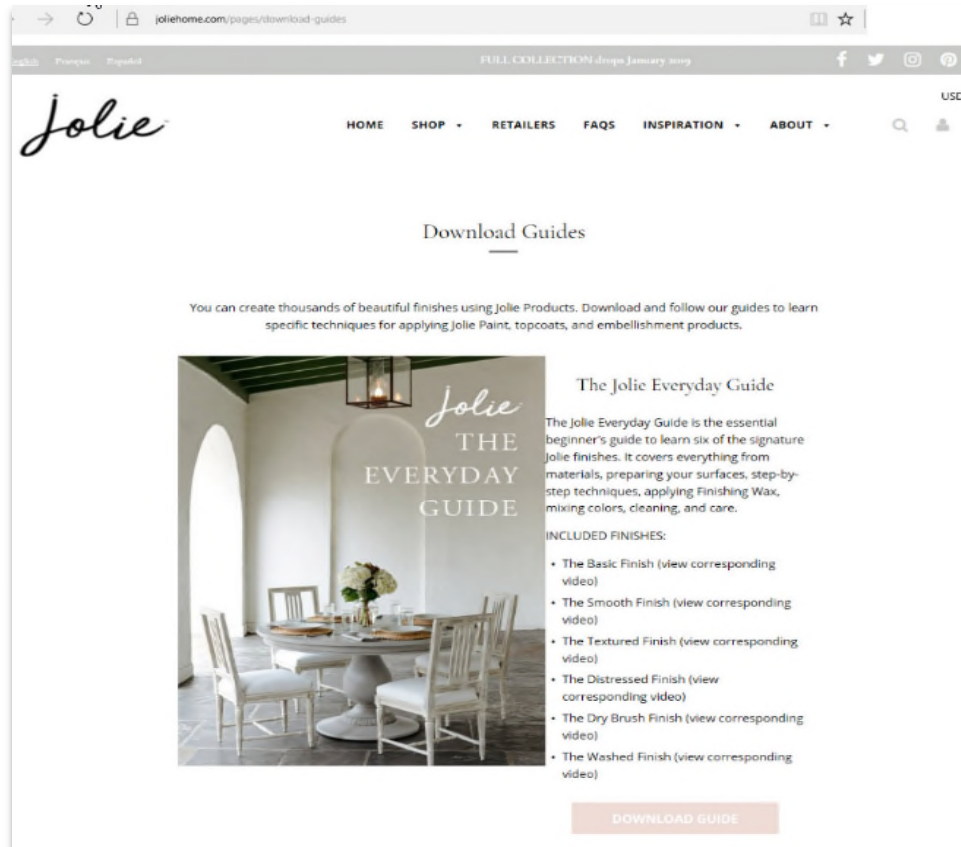 joliehome.com/pages/download-guides
English Français Español FULL COLLECTION drops January 2019
USD
Jolie
HOME SHOP RETAILERS FAQS INSPIRATION ABOUT
Download Guides
You can create thousands of beautiful finishes using Jolie Products. Download and follow our guides to learn
specific techniques for applying Jolie Paint, topcoats, and embellishment products.
Jolie
THE
EVERYDAY
GUIDE
The Jolie Everyday Guide
The Jolie Everyday Guide is the essential
beginner's guide to learn six of the signature
Jolie finishes. It covers everything from
materials, preparing your surfaces, step-by-
step techniques, applying Finishing Wax,
mixing colors, cleaning, and care.
INCLUDED FINISHES:
• The Basic Finish (view corresponding
video)
• The Smooth Finish (view corresponding
video)
• The Textured Finish (view corresponding
video)
• The Distressed Finish (view
corresponding video)
• The Dry Brush Finish (view corresponding
video)
• The Washed Finish (view corresponding
video)
DOWNLOAD GUIDE